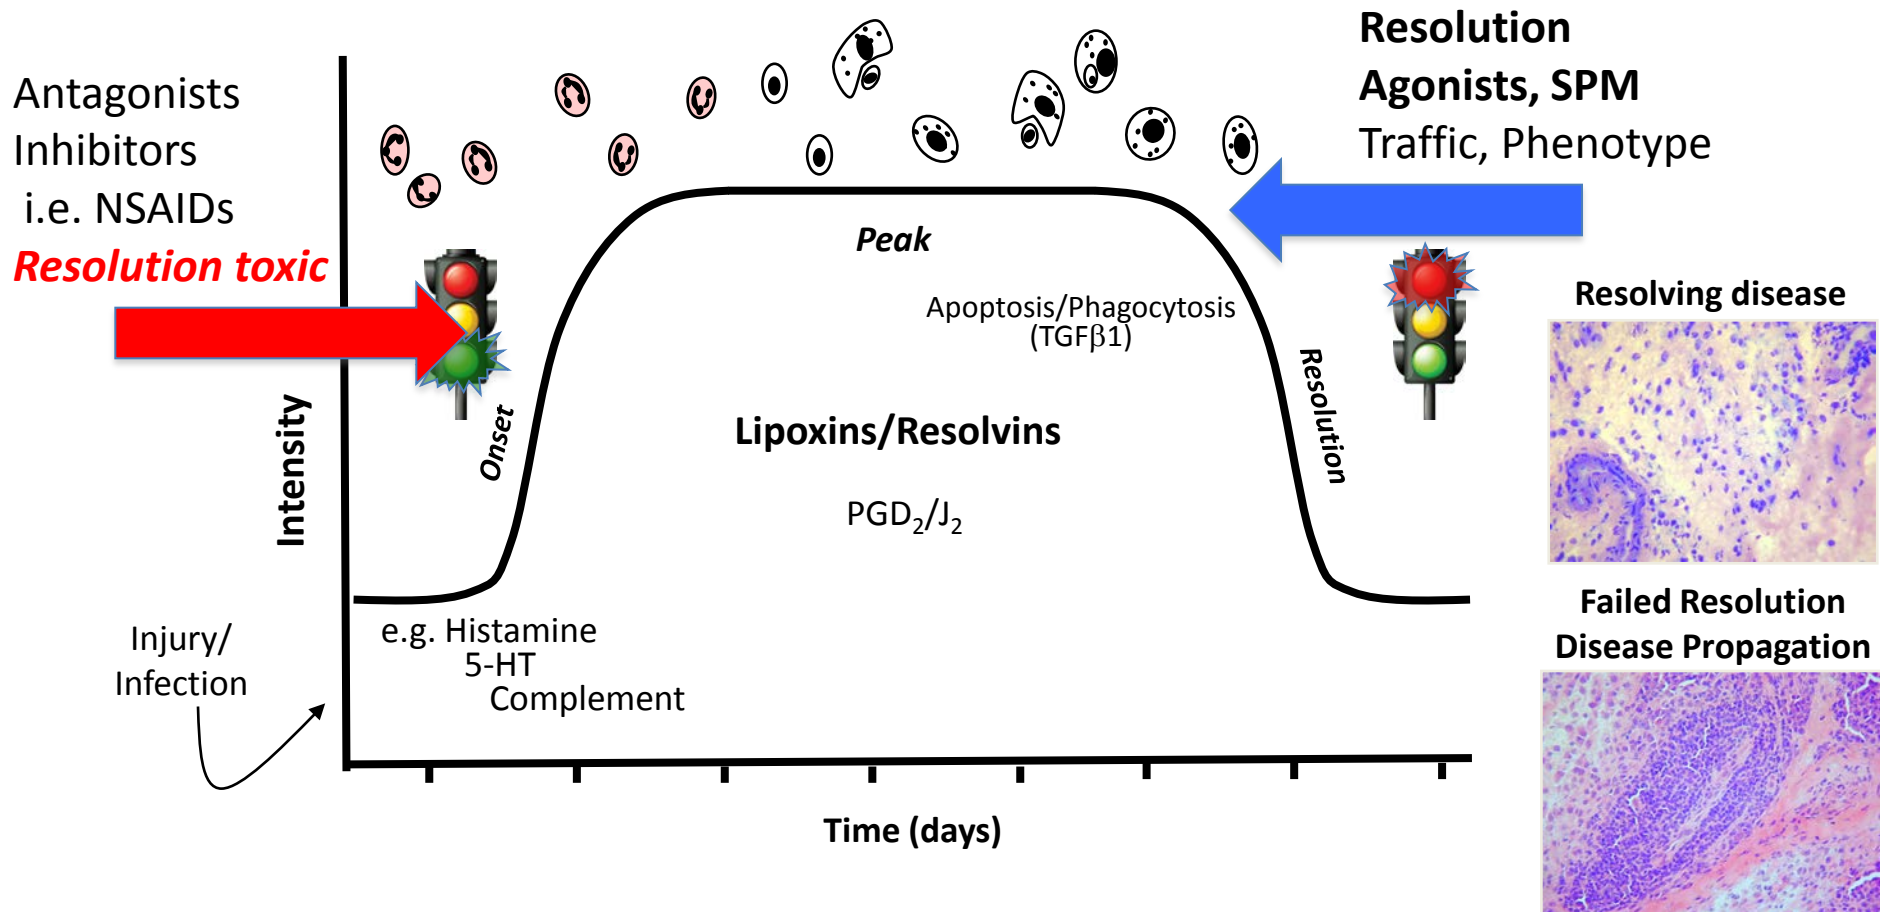 Antagonists
Inhibitors
i.e. NSAIDs
Resolution toxic
Resolution
Agonists, SPM
Traffic, Phenotype
Peak
Apoptosis/Phagocytosis
(TGFβ1)
Lipoxins/Resolvins
PGD₂/J₂
Onset
Resolution
Intensity
e.g. Histamine
5-HT
Complement
Injury/
Infection
Time (days)
Resolving disease
Failed Resolution
Disease Propagation